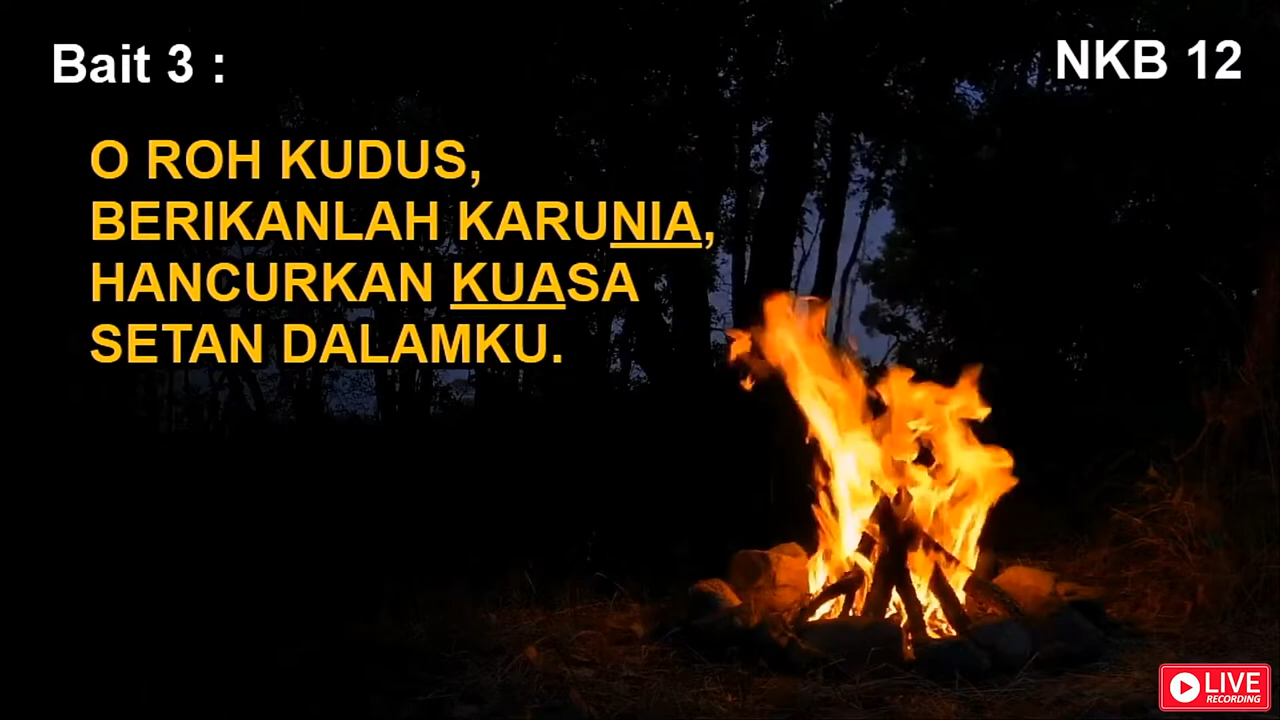 Bait 3 :
NKB 12
O ROH KUDUS,
BERIKANLAH KARUNIA,
HANCURKAN KUASA
SETAN DALAMKU.
LIVE
RECORDING